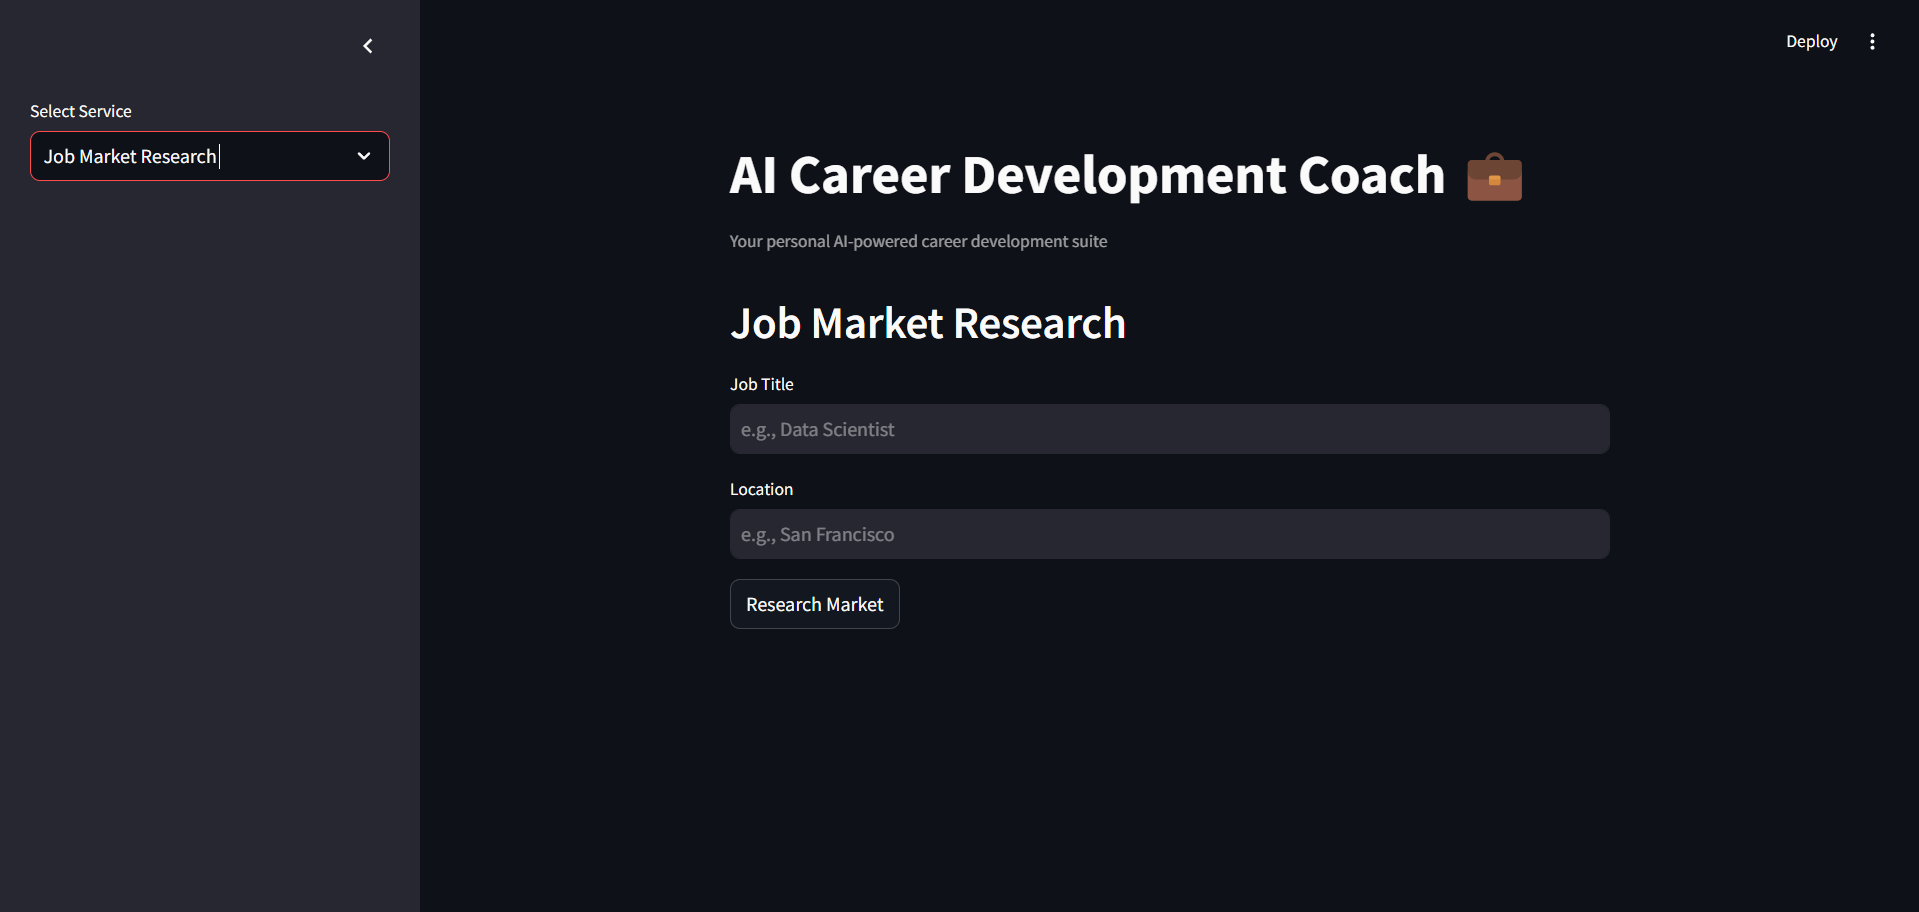 Deploy
Select Service
Job Market Research
AI Career Development Coach
Your personal AI-powered career development suite
Job Market Research
Job Title
e.g., Data Scientist
Location
e.g., San Francisco
Research Market